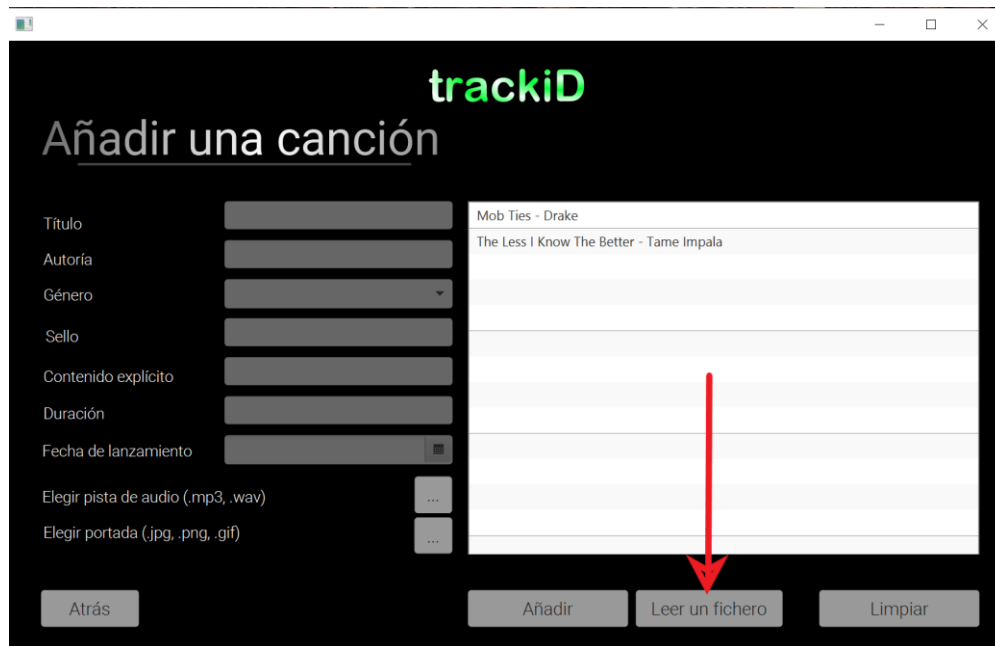 trackiD
Añadir una canción
Título
Autoría
Género
Sello
Contenido explícito
Duración
Fecha de lanzamiento
Elegir pista de audio (.mp3, .wav)
...
Elegir portada (.jpg, .png, .gif)
...
Mob Ties - Drake
The Less I Know The Better - Tame Impala
Atrás
Añadir
Leer un fichero
Limpiar